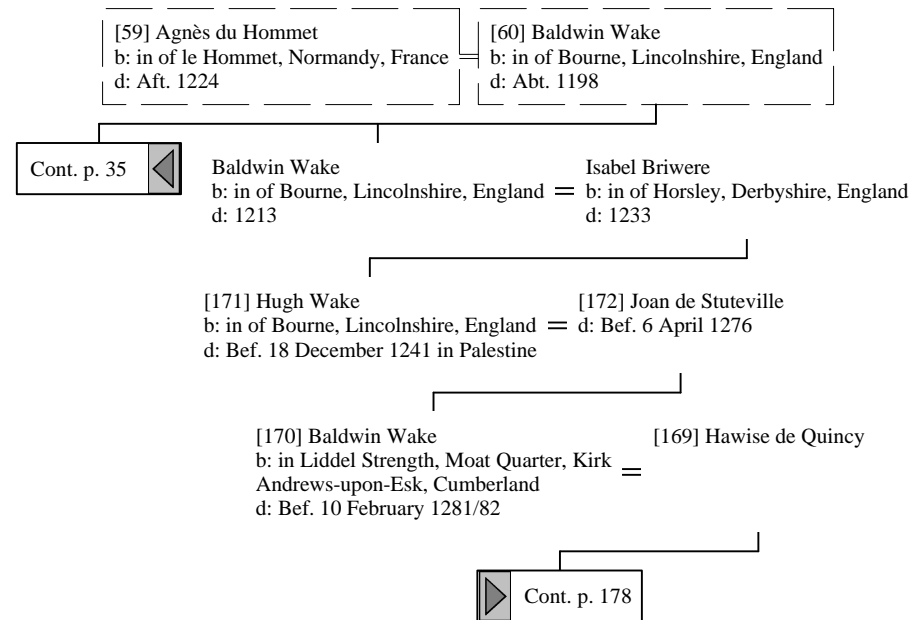 [59] Agnès du Hommet
b: in of le Hommet, Normandy, France
d: Aft. 1224
=
[60] Baldwin Wake
b: in of Bourne, Lincolnshire, England
d: Abt. 1198
Cont. p. 35
Baldwin Wake
b: in of Bourne, Lincolnshire, England
d: 1213
=
Isabel Briwere
b: in of Horsley, Derbyshire, England
d: 1233
[171] Hugh Wake
b: in of Bourne, Lincolnshire, England
d: Bef. 18 December 1241 in Palestine
=
[172] Joan de Stuteville
d: Bef. 6 April 1276
[170] Baldwin Wake
b: in Liddel Strength, Moat Quarter, Kirk
Andrews-upon-Esk, Cumberland
d: Bef. 10 February 1281/82
=
[169] Hawise de Quincy
Cont. p. 178